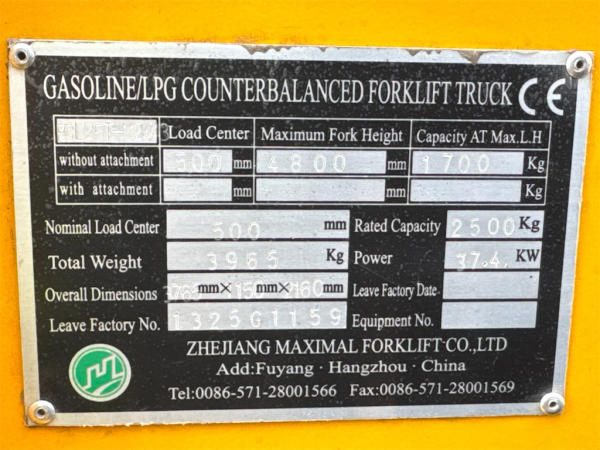 GASOLINE/LPG COUNTERBALANCED FORKLIFT TRUCK CE
Load Center Maximum Fork Height Capacity AT Max.L.H
without attachment 500 mm 4800 mm 1700 Kg
with attachment mm mm Kg
Nominal Load Center 500 mm Rated Capacity 2500 Kg
Total Weight 3965 Kg Power 37.4 KW
Overall Dimensions 3765 mm× 1150 mm× 2160 mm Leave Factory Date
Leave Factory No. 1325G1159 Equipment No.
ZHEJIANG MAXIMAL FORKLIFT·CO.,LTD
Add:Fuyang · Hangzhou · China
Tel:0086-571-28001566 Fax:0086-571-28001569